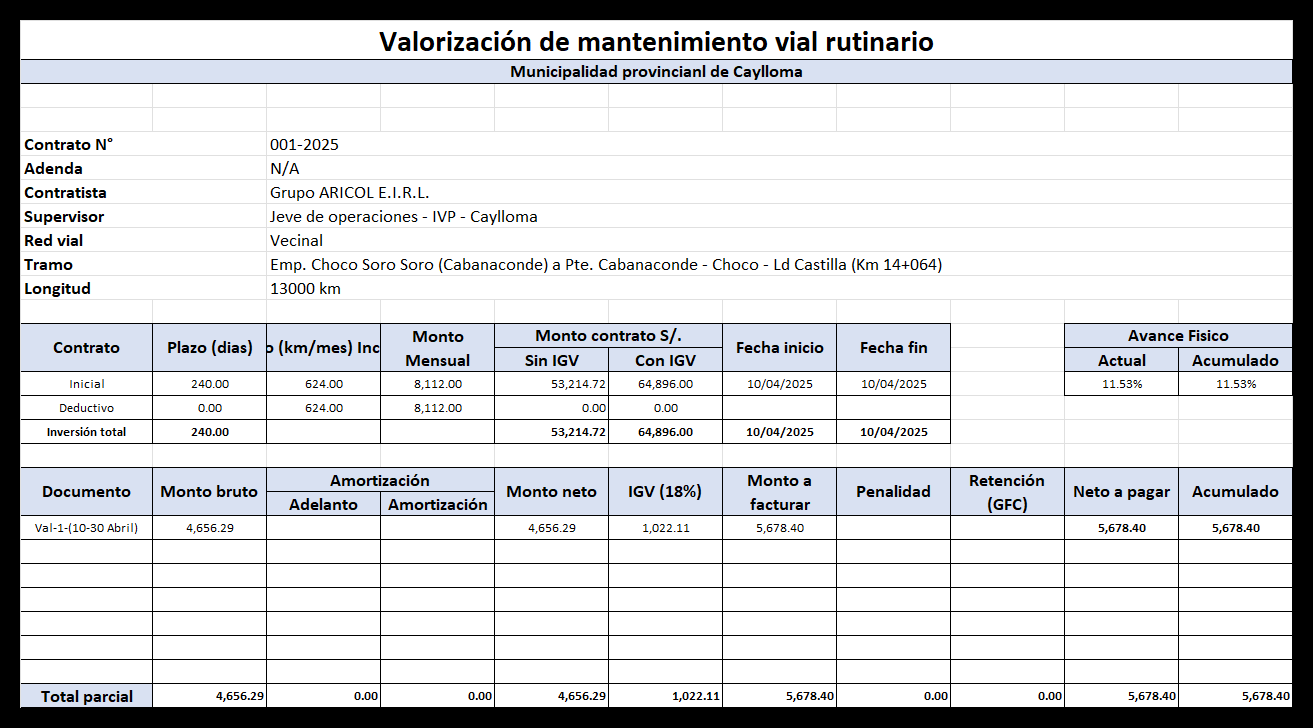 Valorización de mantenimiento vial rutinario
Municipalidad provincianl de Caylloma
Contrato N° 001-2025
Adenda N/A
Contratista Grupo ARICOL E.I.R.L.
Supervisor Jeve de operaciones - IVP - Caylloma
Red vial Vecinal
Tramo Emp. Choco Soro Soro (Cabanaconde) a Pte. Cabanaconde - Choco - Ld Castilla (Km 14+064)
Longitud 13000 km
Contrato Plazo (dias) o (km/mes) Inc Monto Mensual Monto contrato S/. Fecha inicio Fecha fin Avance Fisico
Sin IGV Con IGV Actual Acumulado
Inicial 240.00 624.00 8,112.00 53,214.72 64,896.00 10/04/2025 10/04/2025 11.53% 11.53%
Deductivo 0.00 624.00 8,112.00 0.00 0.00
Inversión total 240.00 53,214.72 64,896.00 10/04/2025 10/04/2025
Documento Monto bruto Amortización Monto neto IGV (18%) Monto a facturar Penalidad Retención (GFC) Neto a pagar Acumulado
Adelanto Amortización
Val-1-(10-30 Abril) 4,656.29 4,656.29 1,022.11 5,678.40 5,678.40 5,678.40
Total parcial 4,656.29 0.00 0.00 4,656.29 1,022.11 5,678.40 0.00 0.00 5,678.40 5,678.40